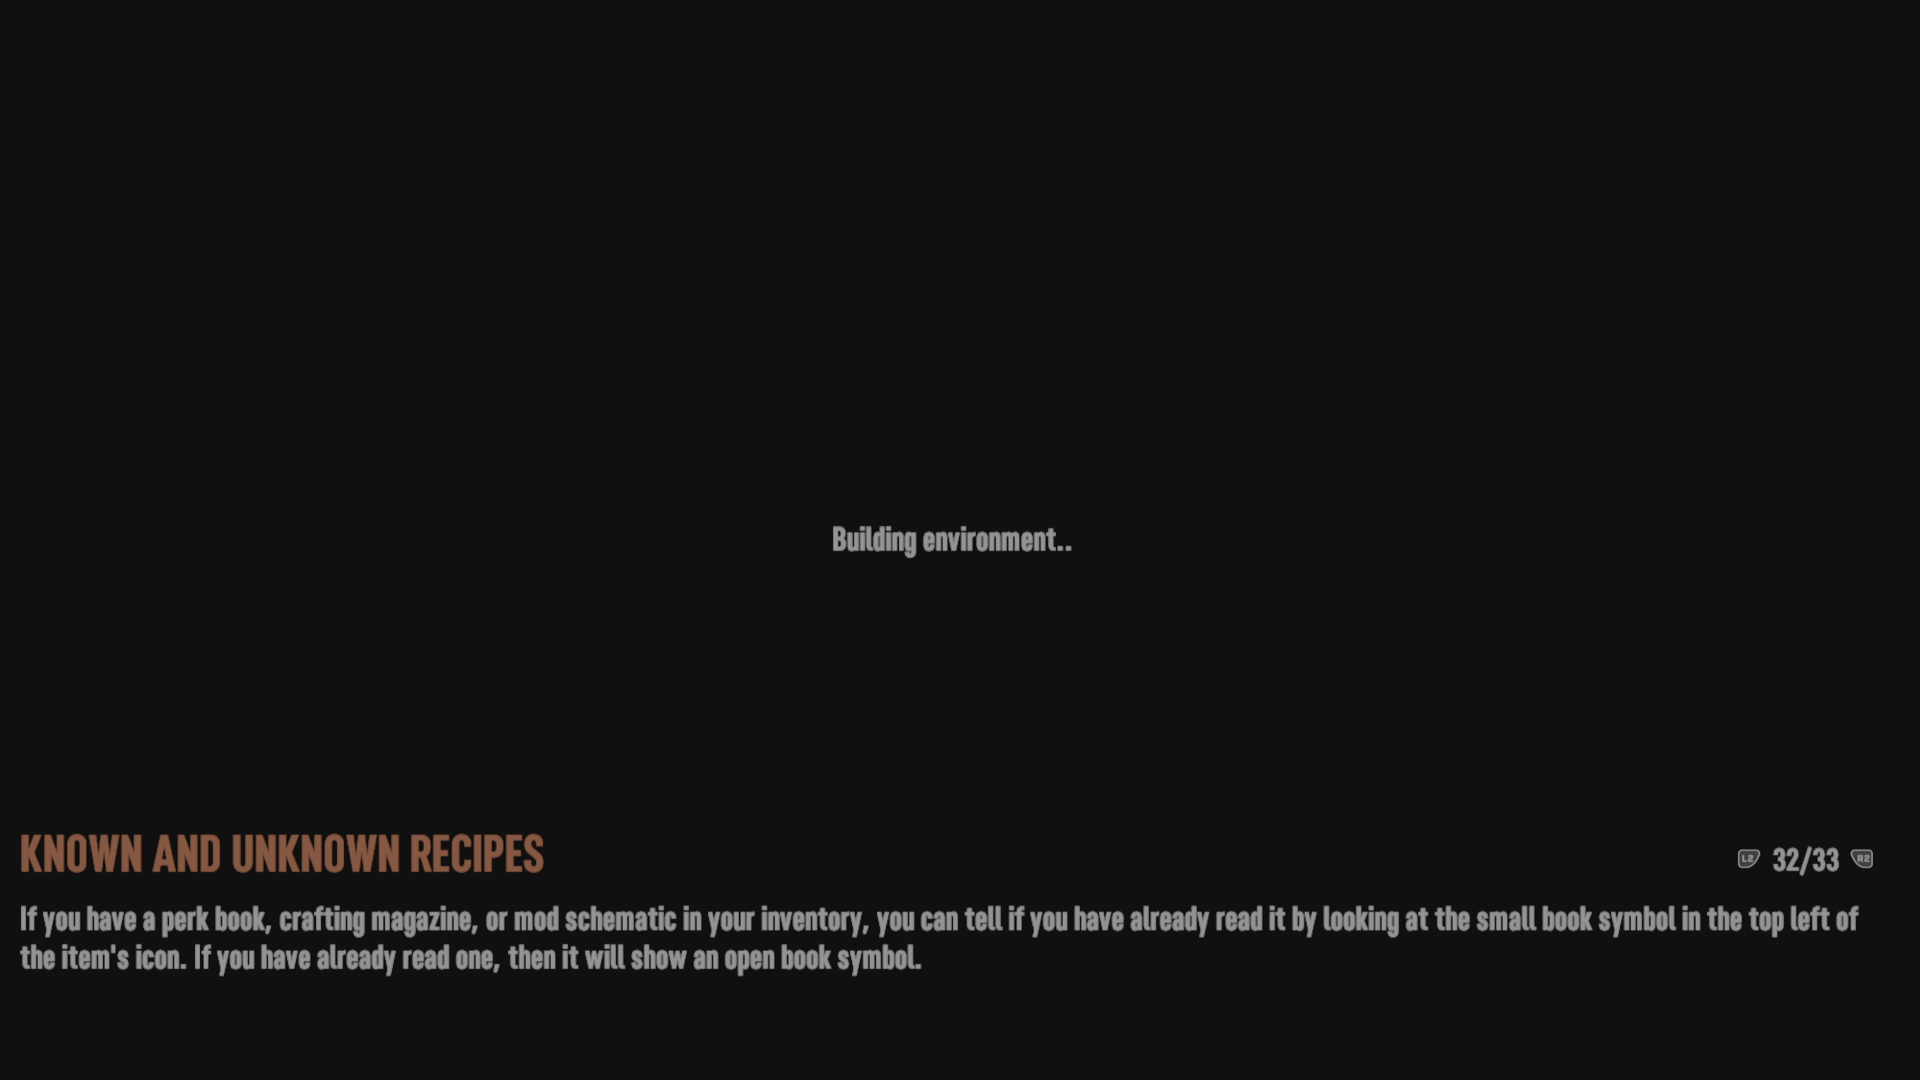 Building environment..
KNOWN AND UNKNOWN RECIPES
L2 32/33 R2
If you have a perk book, crafting magazine, or mod schematic in your inventory, you can tell if you have already read it by looking at the small book symbol in the top left of
the item's icon. If you have already read one, then it will show an open book symbol.